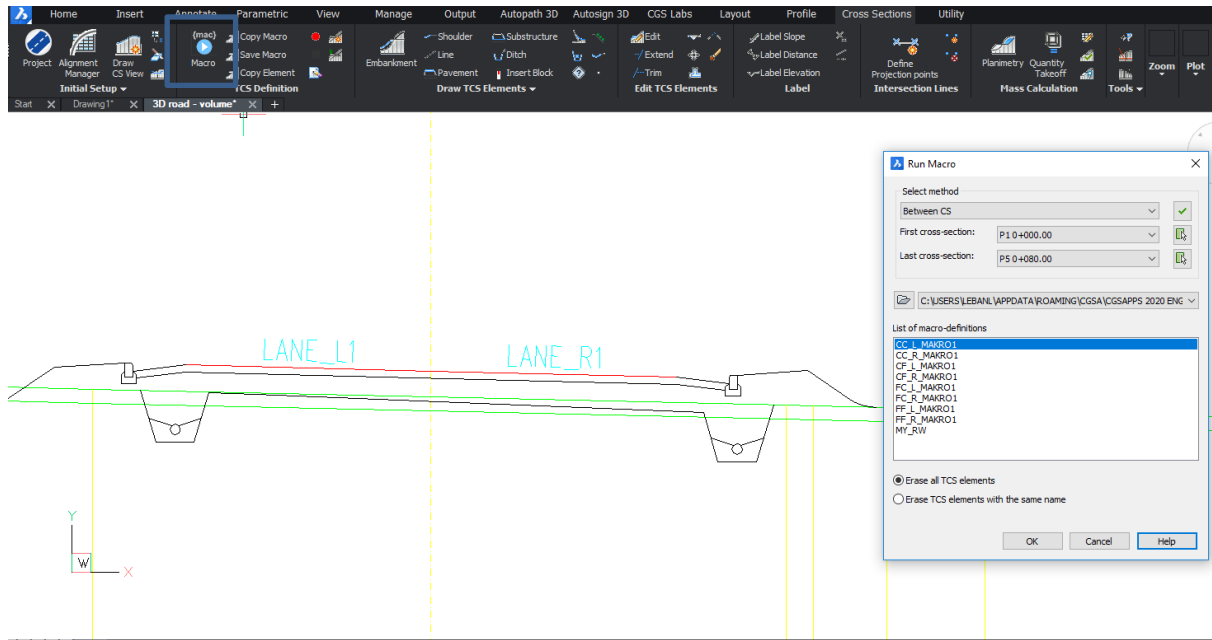 Home Insert Annotate Parametric View Manage Output Autopath 3D Autosign 3D CGS Labs Layout Profile Cross Sections Utility
(mac) Copy Macro Shoulder Substructure Edit Label Slope
Project Alignment Manager Draw CS View Macro Save Macro Embankment Line Ditch Extend Label Distance Define Projection points Planimetry Quantity Takeoff Zoom Plot
Copy Element Pavement Insert Block Trim Label Elevation
Initial Setup TCS Definition Draw TCS Elements Edit TCS Elements Label Intersection Lines Mass Calculation Tools
Start Drawing1* 3D road - volume*
Run Macro
Select method
Between CS
First cross-section: P1 0+000.00
Last cross-section: P5 0+080.00
C:\USERS\LEBANL\APPDATA\ROAMING\CGSA\CGSAPPS 2020 ENG
List of macro-definitions
CC_L_MAKRO1
CC_R_MAKRO1
CF_L_MAKRO1
CF_R_MAKRO1
FC_L_MAKRO1
FC_R_MAKRO1
FF_L_MAKRO1
FF_R_MAKRO1
MY_RW
Erase all TCS elements
Erase TCS elements with the same name
OK Cancel Help
LANE_L1 LANE_R1
Y
W X